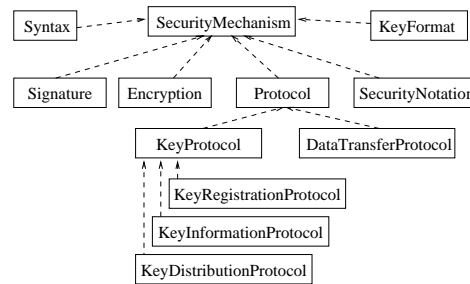 Syntax
SecurityMechanism
KeyFormat
Signature
Encryption
Protocol
SecurityNotation
KeyProtocol
DataTransferProtocol
KeyRegistrationProtocol
KeyInformationProtocol
KeyDistributionProtocol